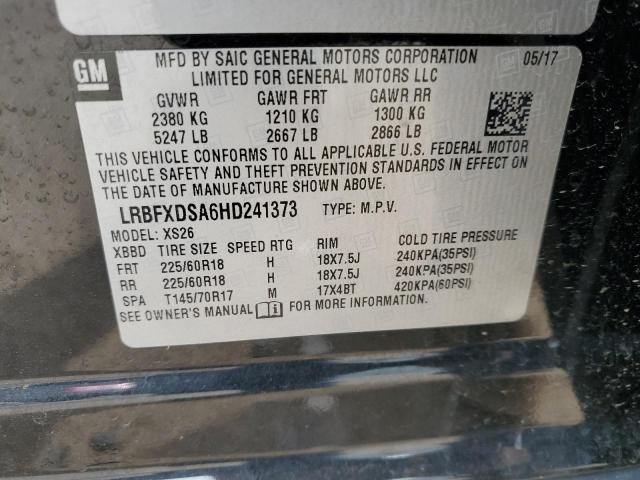 GM
MFD BY SAIC GENERAL MOTORS CORPORATION 05/17
LIMITED FOR GENERAL MOTORS LLC
GVWR GAWR FRT GAWR RR
2380 KG 1210 KG 1300 KG
5247 LB 2667 LB 2866 LB
THIS VEHICLE CONFORMS TO ALL APPLICABLE U.S. FEDERAL MOTOR
VEHICLE SAFETY AND THEFT PREVENTION STANDARDS IN EFFECT ON
THE DATE OF MANUFACTURE SHOWN ABOVE.
LRBFXDSA6HD241373 TYPE: M.P.V.
MODEL: XS26
XBBD TIRE SIZE SPEED RTG RIM COLD TIRE PRESSURE
FRT 225/60R18 H 18X7.5J 240KPA(35PSI)
RR 225/60R18 H 18X7.5J 240KPA(35PSI)
SPA T145/70R17 M 17X4BT 420KPA(60PSI)
SEE OWNER'S MANUAL i FOR MORE INFORMATION.